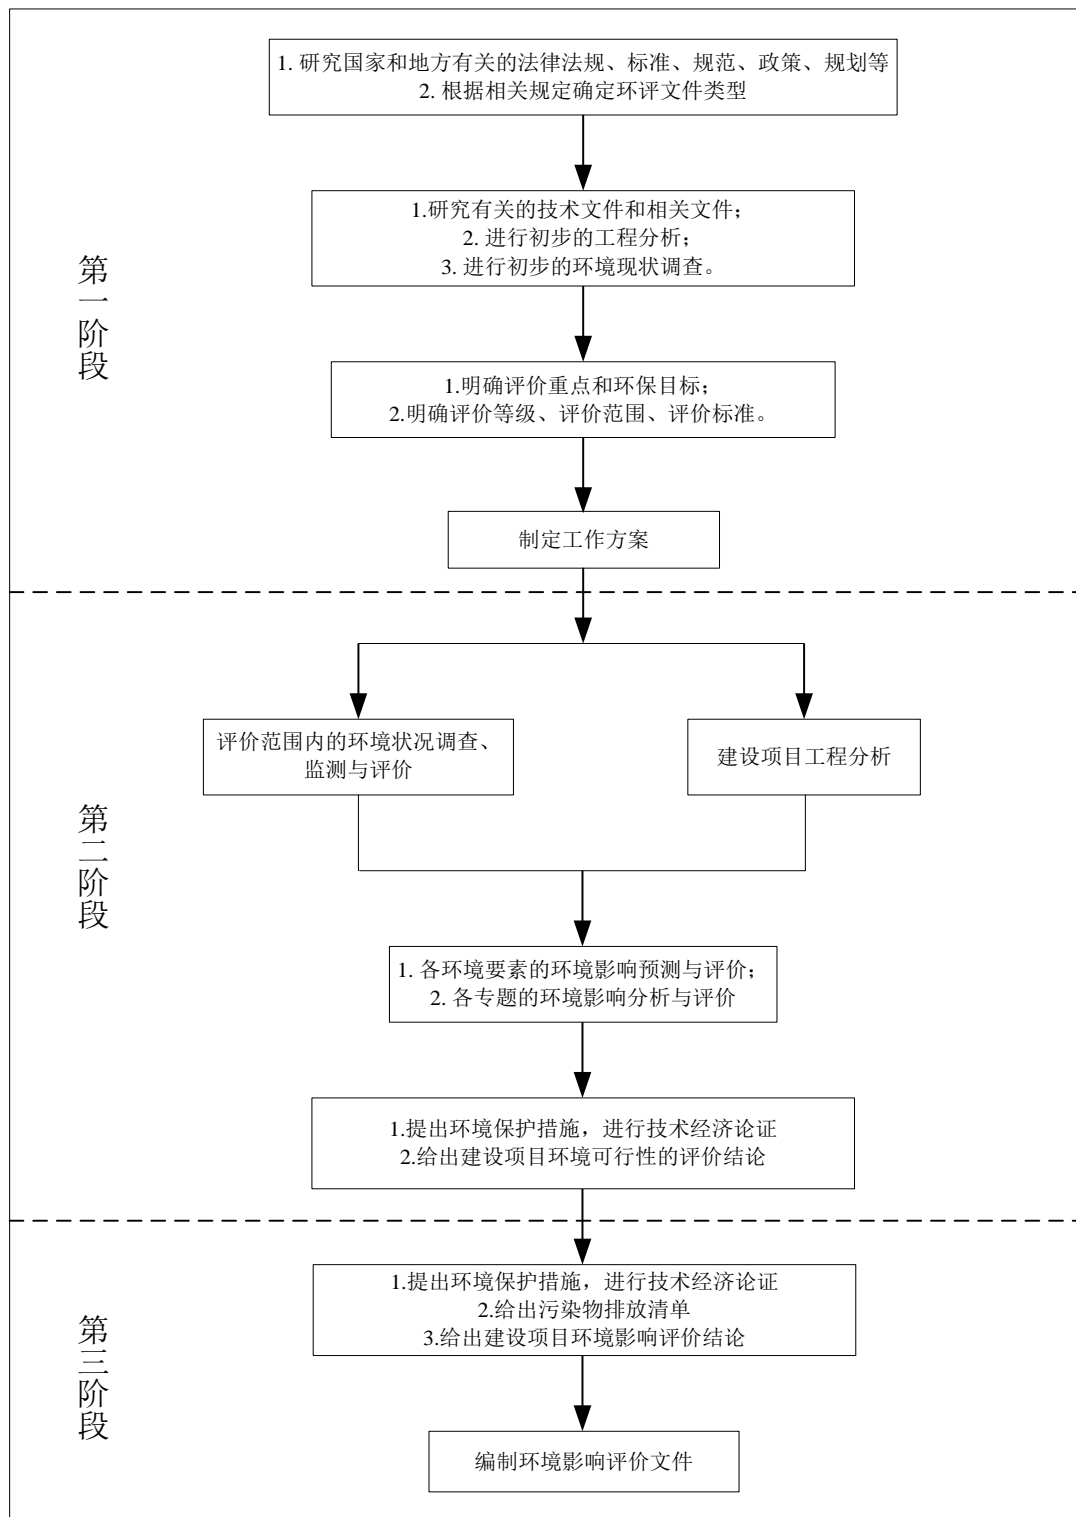 1. 研究国家和地方有关的法律法规、标准、规范、政策、规划等
2. 根据相关规定确定环评文件类型
1.研究有关的技术文件和相关文件；
2. 进行初步的工程分析；
3. 进行初步的环境现状调查。
第一阶段
1.明确评价重点和环保目标；
2.明确评价等级、评价范围、评价标准。
制定工作方案
评价范围内的环境状况调查、
监测与评价
建设项目工程分析
第二阶段
1. 各环境要素的环境影响预测与评价；
2. 各专题的环境影响分析与评价
1.提出环境保护措施，进行技术经济论证
2.给出建设项目环境可行性的评价结论
1.提出环境保护措施，进行技术经济论证
2.给出污染物排放清单
3.给出建设项目环境影响评价结论
第三阶段
编制环境影响评价文件